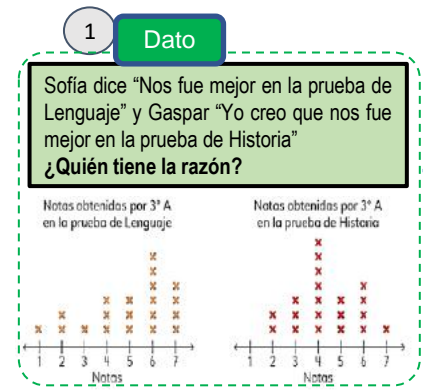 1
Dato
Sofía dice “Nos fue mejor en la prueba de
Lenguaje” y Gaspar “Yo creo que nos fue
mejor en la prueba de Historia”
¿Quién tiene la razón?
Notas obtenidas por 3° A
en la prueba de Lenguaje
1 2 3 4 5 6 7
Notas
Notas obtenidas por 3° A
en la prueba de Historia
1 2 3 4 5 6 7
Notas